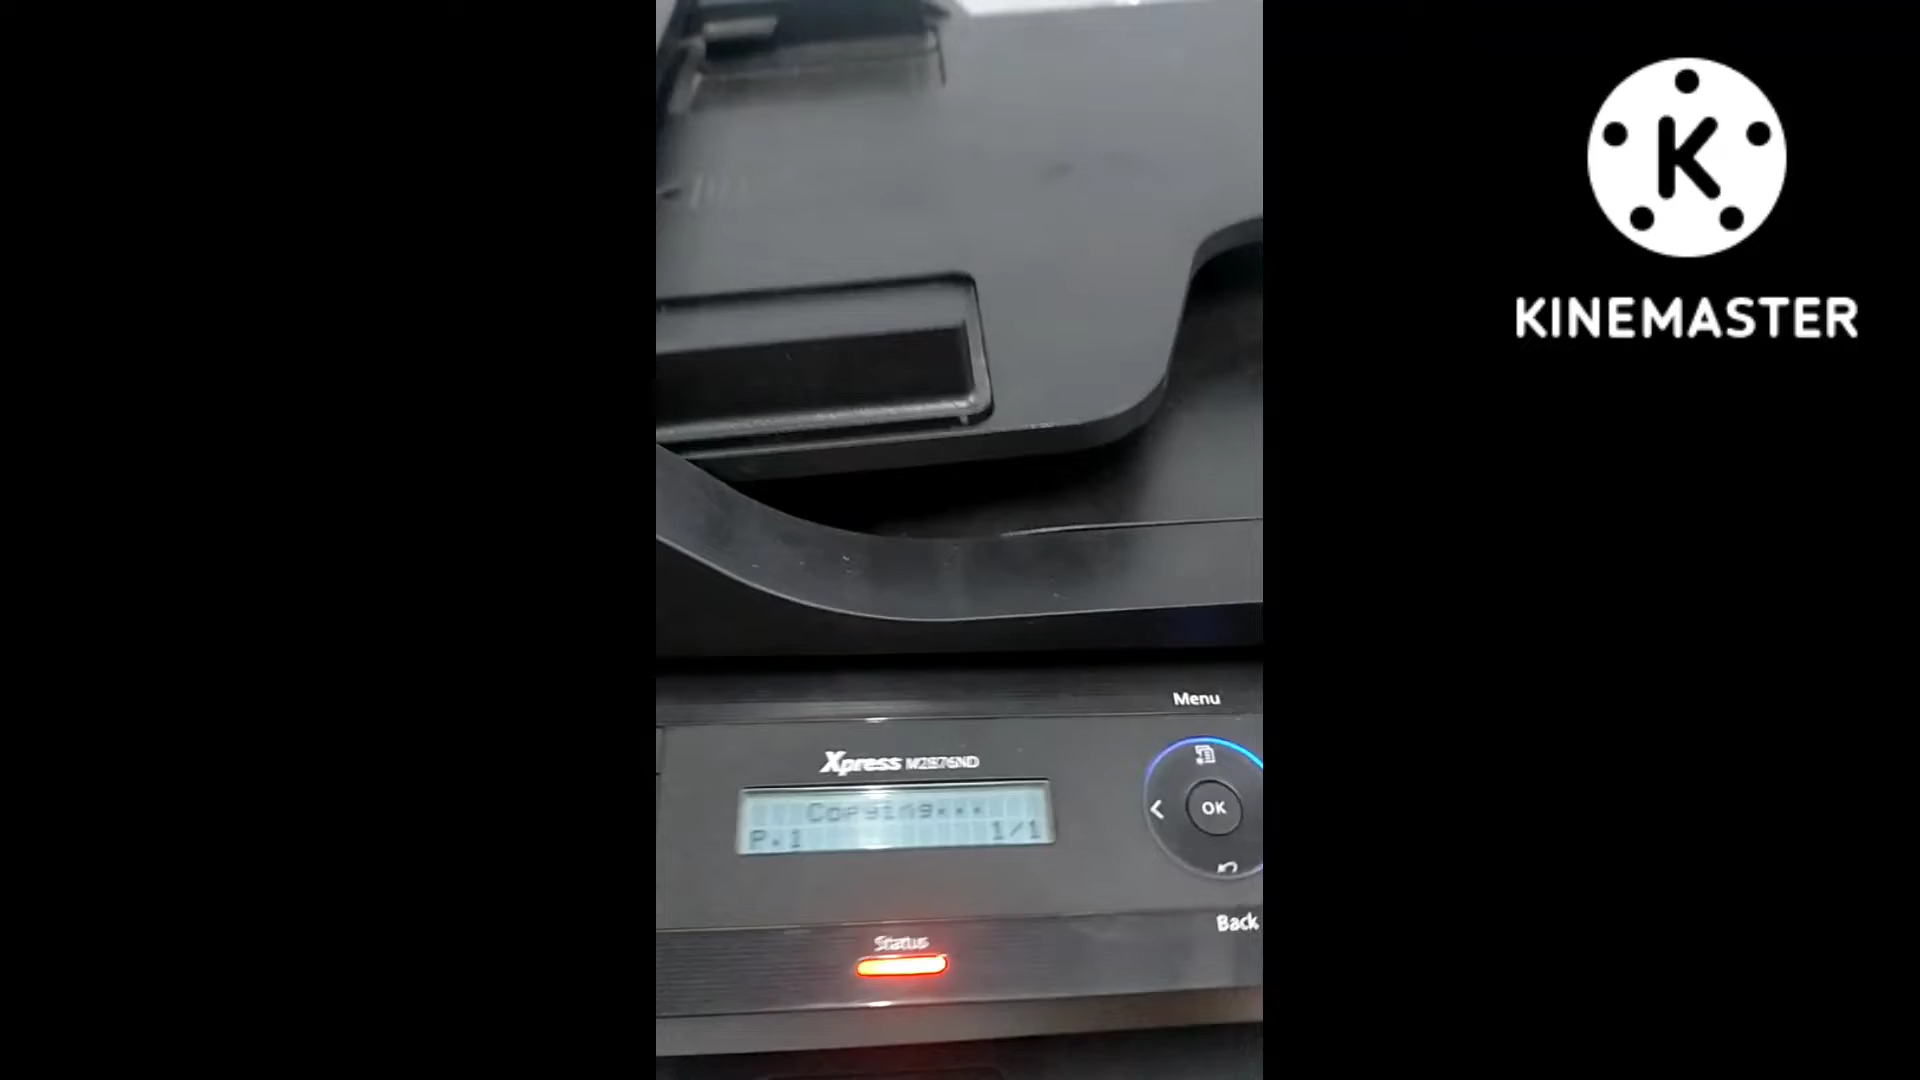 K
KINEMASTER
Menu
Xpress M2876ND
Copying...
P.1 1/1
OK
Status
Back